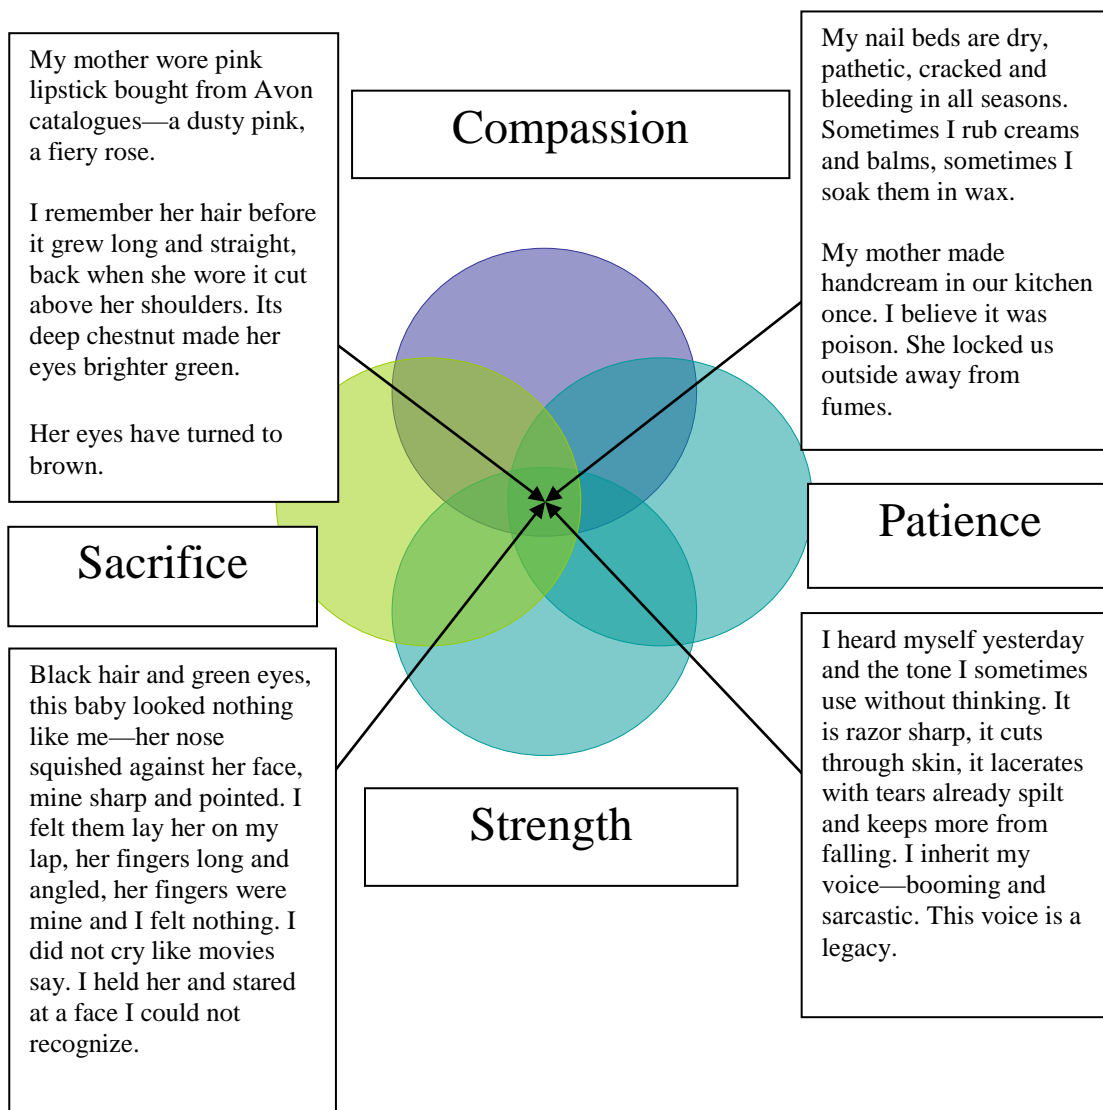 My mother wore pink
lipstick bought from Avon
catalogues—a dusty pink,
a fiery rose.
I remember her hair before
it grew long and straight,
back when she wore it cut
above her shoulders. Its
deep chestnut made her
eyes brighter green.
Her eyes have turned to
brown.
Compassion
My nail beds are dry,
pathetic, cracked and
bleeding in all seasons.
Sometimes I rub creams
and balms, sometimes I
soak them in wax.
My mother made
handcream in our kitchen
once. I believe it was
poison. She locked us
outside away from
fumes.
Sacrifice
Patience
Black hair and green eyes,
this baby looked nothing
like me—her nose
squished against her face,
mine sharp and pointed. I
felt them lay her on my
lap, her fingers long and
angled, her fingers were
mine and I felt nothing. I
did not cry like movies
say. I held her and stared
at a face I could not
recognize.
Strength
I heard myself yesterday
and the tone I sometimes
use without thinking. It
is razor sharp, it cuts
through skin, it lacerates
with tears already spilt
and keeps more from
falling. I inherit my
voice—booming and
sarcastic. This voice is a
legacy.